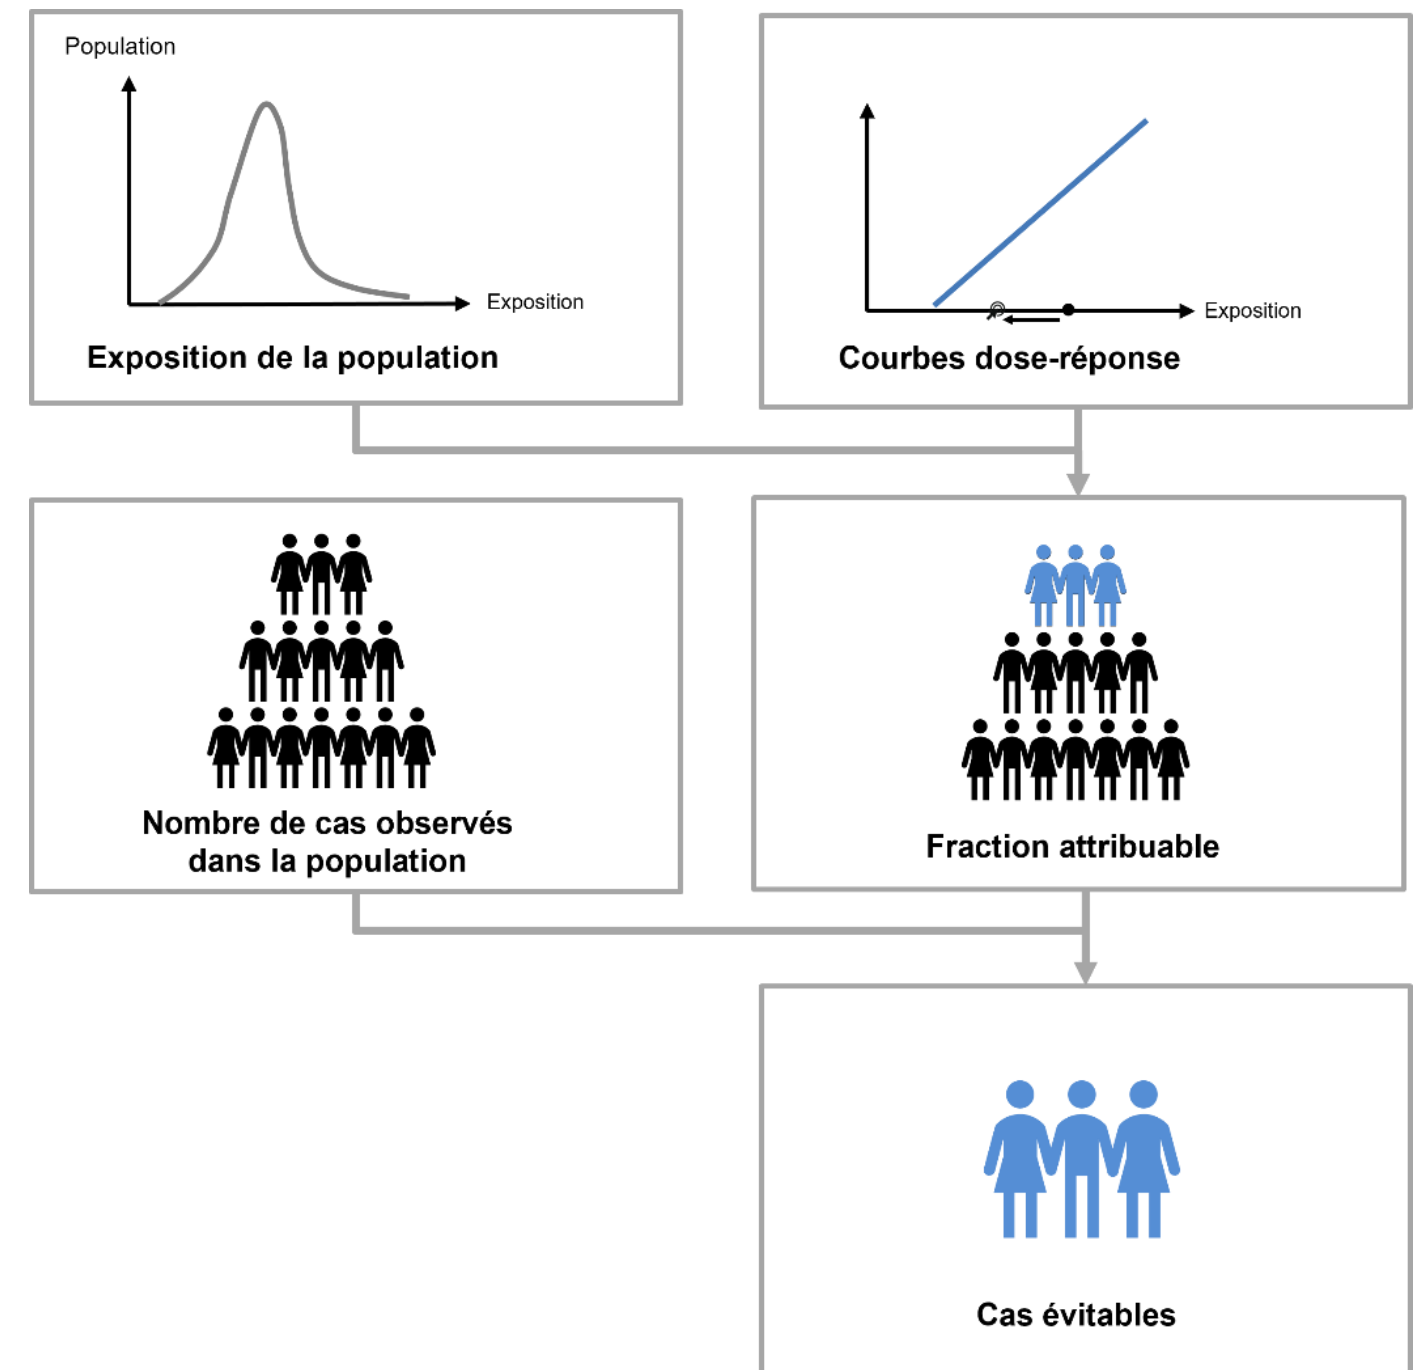 Population
Exposition
Exposition de la population
Exposition
Courbes dose-réponse
Nombre de cas observés
dans la population
Fraction attribuable
Cas évitables